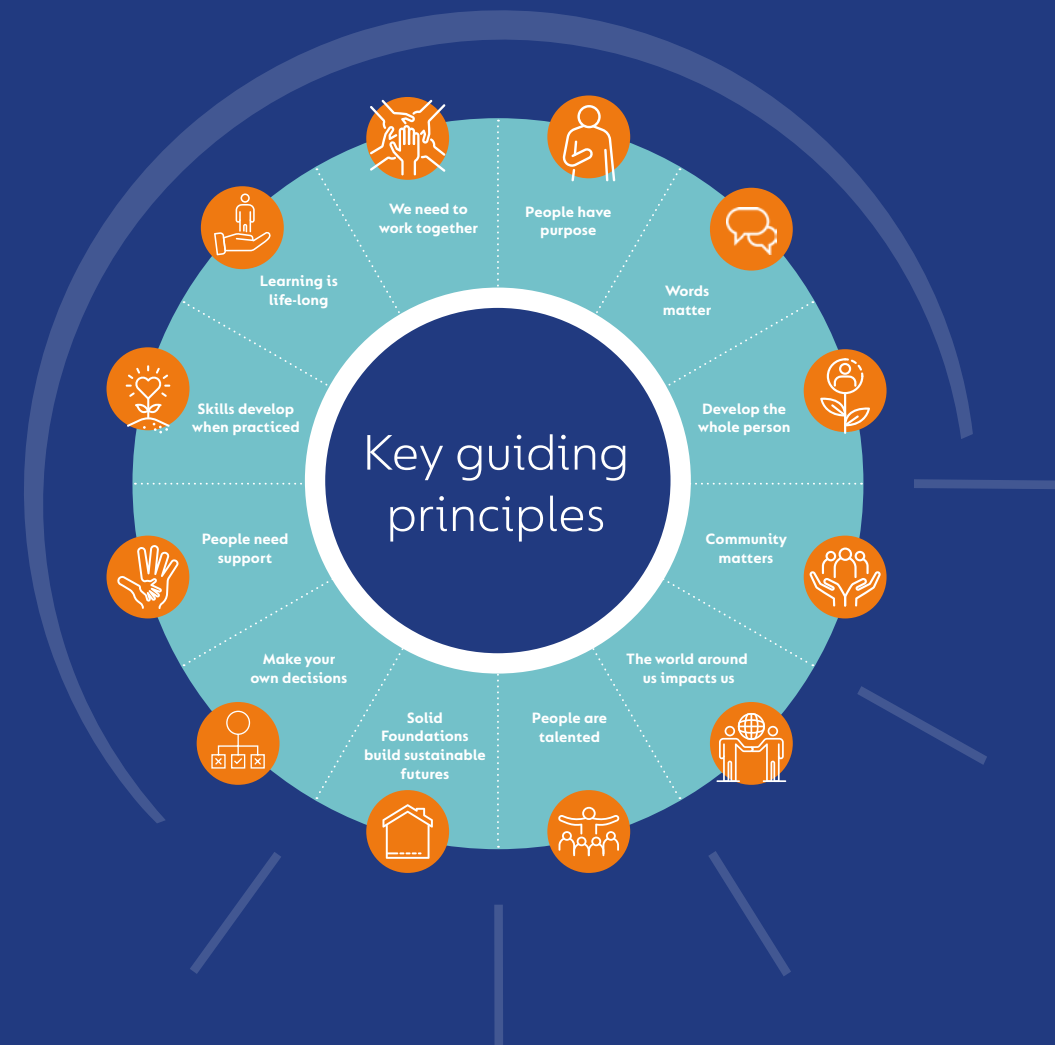 Key guiding
principles
People have
purpose
Words
matter
Develop the
whole person
Community
matters
The world around
us impacts us
People are
talented
Solid
Foundations
build sustainable
futures
Make your
own decisions
People need
support
Skills develop
when practiced
Learning is
life-long
We need to
work together